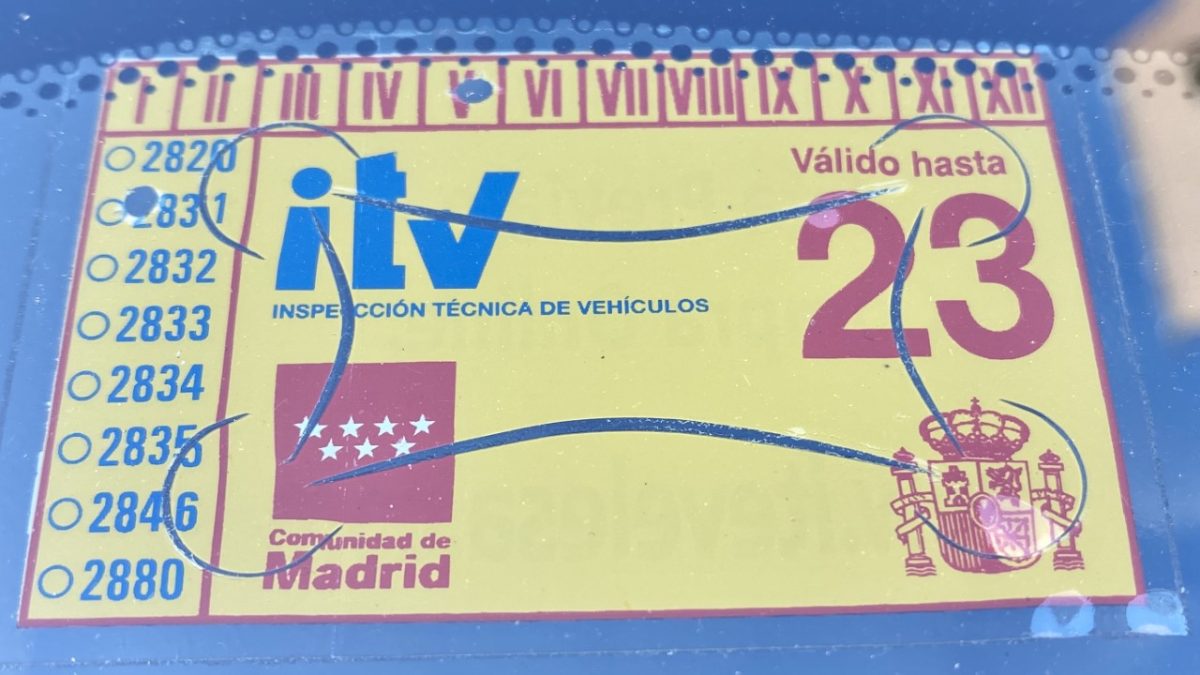 I II III IV V VI VII VIII IX X XI XII
2820
2831
2832
2833
2834
2835
2846
2880
itv
INSPECCIÓN TÉCNICA DE VEHÍCULOS
Válido hasta
23
Comunidad de
Madrid